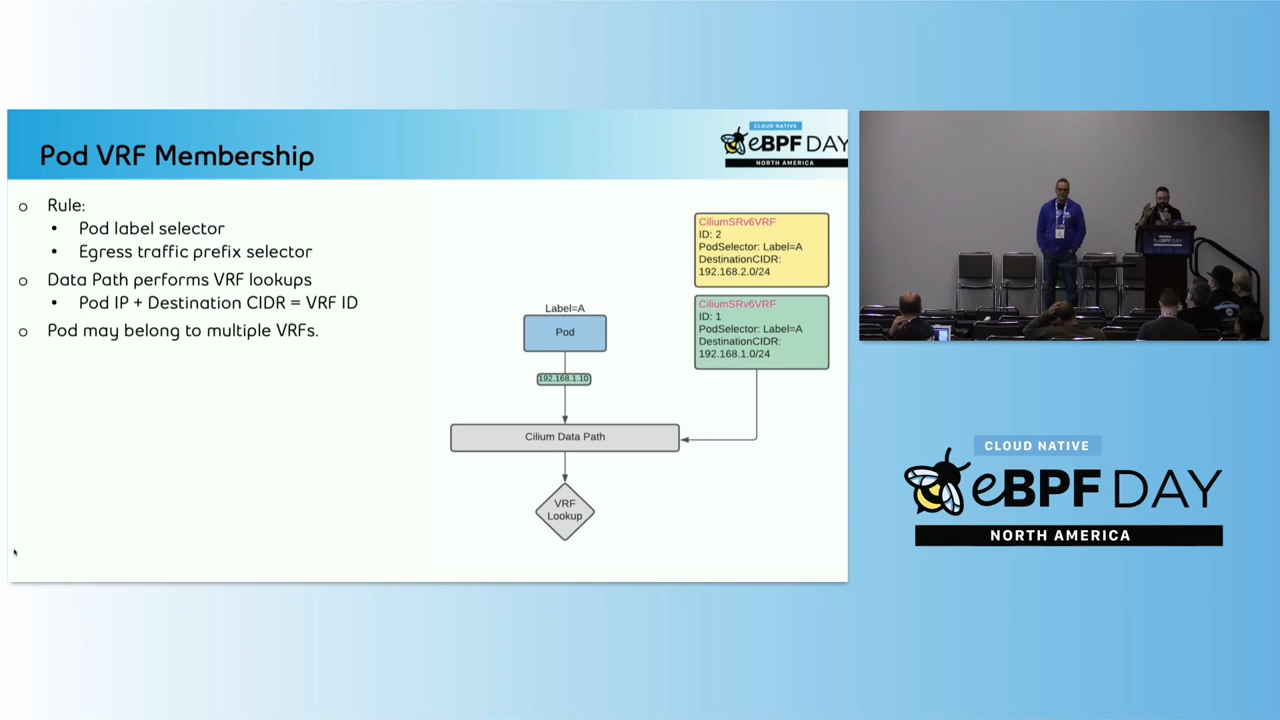 Pod VRF Membership
CLOUD NATIVE
eBPF DAY
NORTH AMERICA
Rule:
Pod label selector
Egress traffic prefix selector
Data Path performs VRF lookups
Pod IP + Destination CIDR = VRF ID
Pod may belong to multiple VRFs.
CiliumSRv6VRF
ID: 2
PodSelector: Label=A
DestinationCIDR:
192.168.2.0/24
CiliumSRv6VRF
ID: 1
PodSelector: Label=A
DestinationCIDR:
192.168.1.0/24
Label=A
Pod
192.168.1.10
Cilium Data Path
VRF
Lookup
eBPF DAY
CLOUD NATIVE
eBPF DAY
NORTH AMERICA